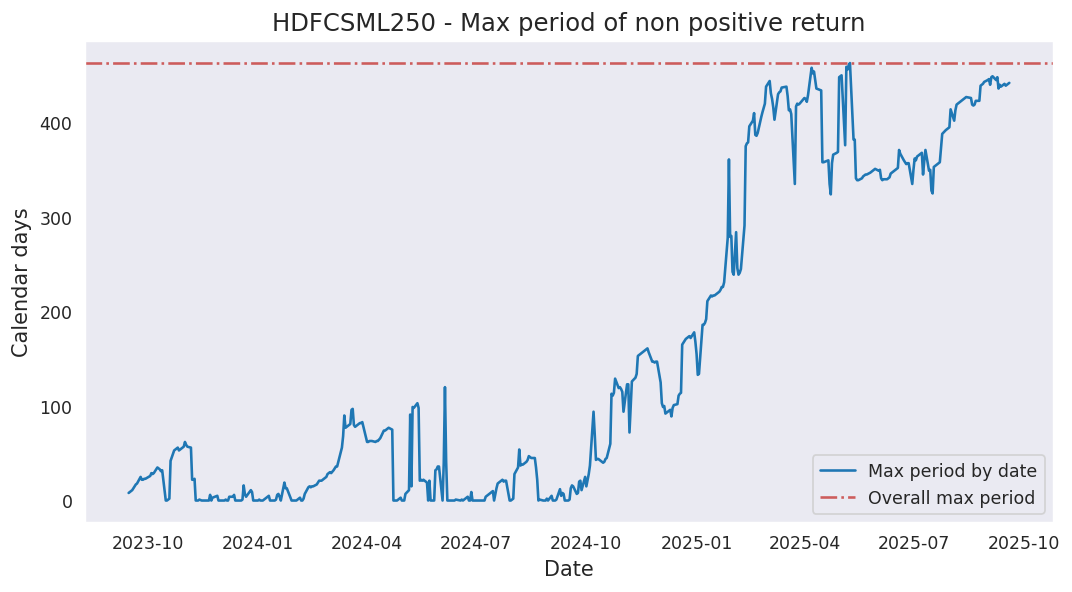 HDFCSML250 - Max period of non positive return
Calendar days
400
300
200
100
0
2023-10
2024-01
2024-04
2024-07
2024-10
2025-01
2025-04
2025-07
2025-10
Date
Max period by date
Overall max period